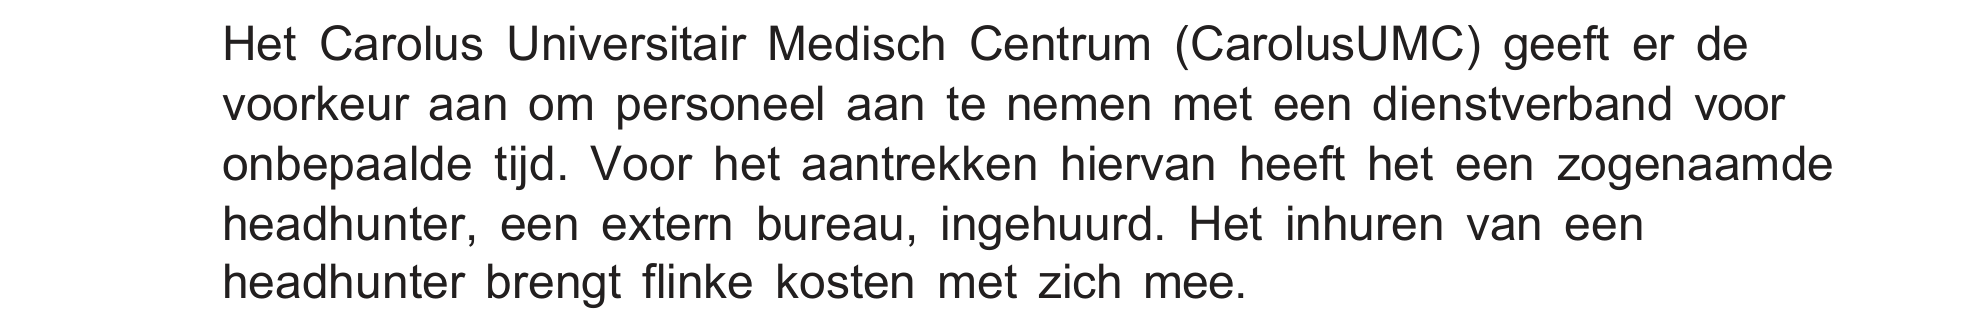 Het Carolus Universitair Medisch Centrum (CarolusUMC) geeft er de
voorkeur aan om personeel aan te nemen met een dienstverband voor
onbepaalde tijd. Voor het aantrekken hiervan heeft het een zogenaamde
headhunter, een extern bureau, ingehuurd. Het inhuren van een
headhunter brengt flinke kosten met zich mee.